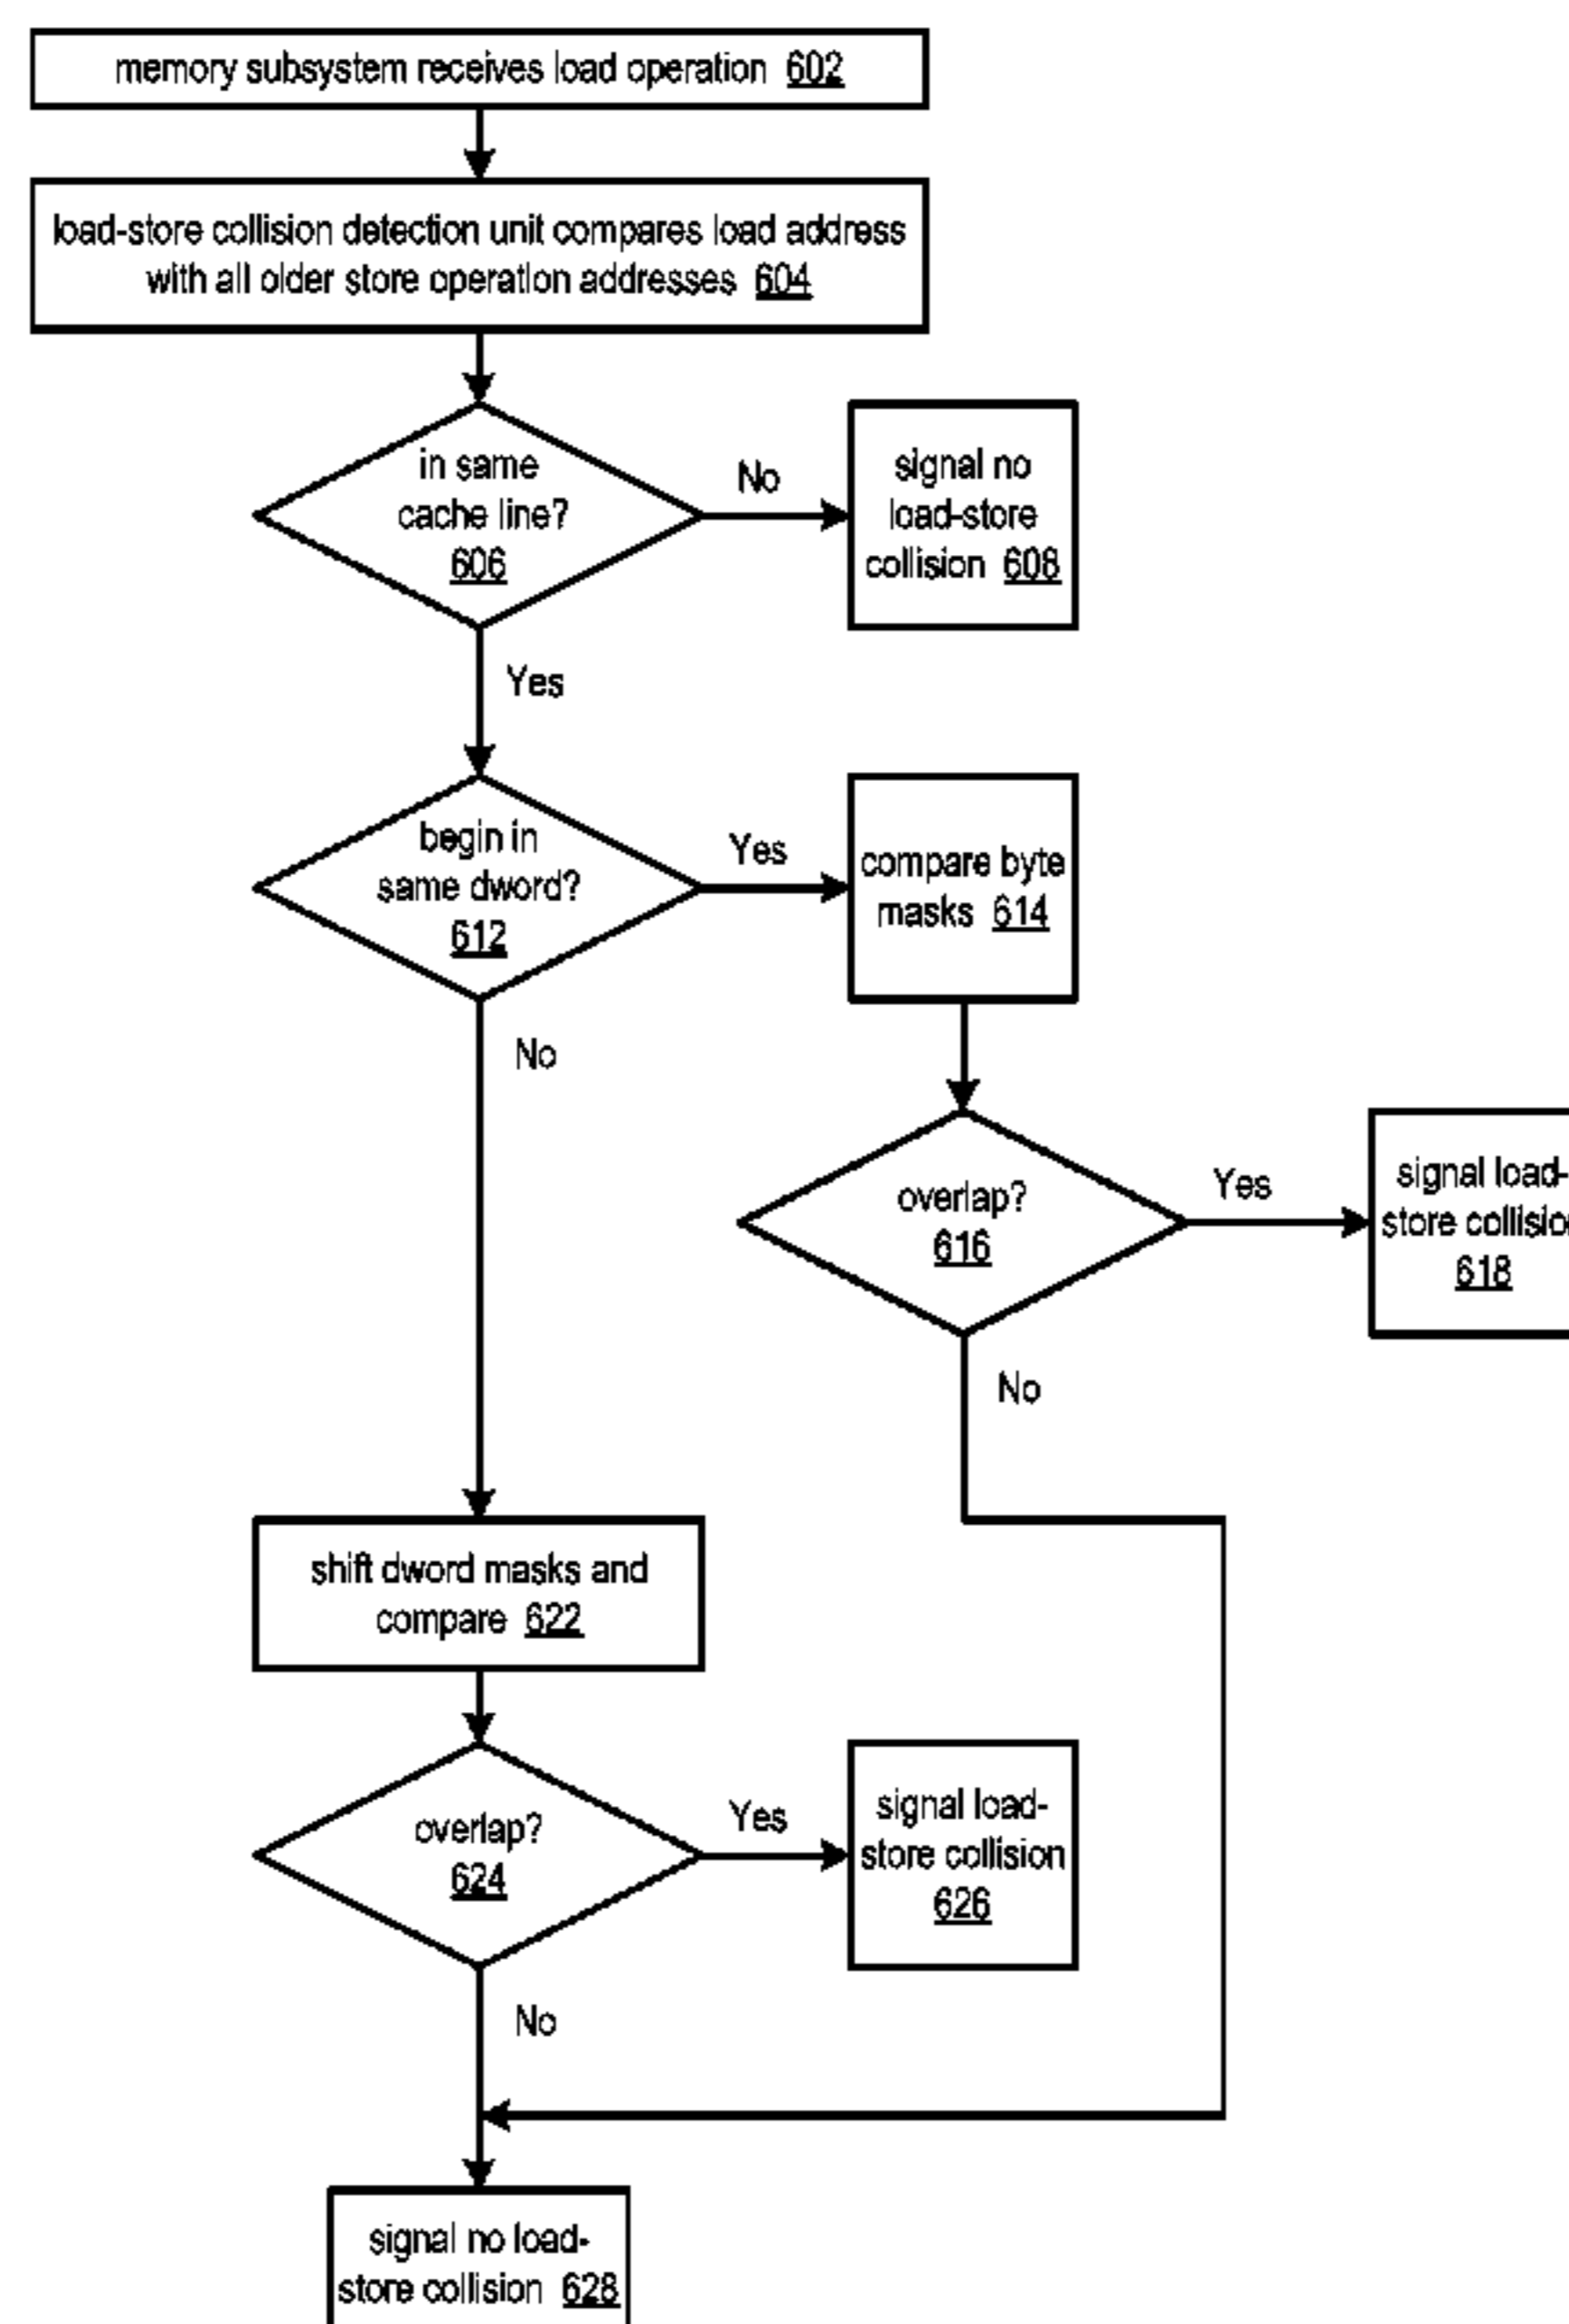 memory subsystem receives load operation 602
load-store collision detection unit compares load address
with all older store operation addresses 604
in same
cache line?
606
No
signal no
load-store
collision 608
Yes
begin in
same dword?
612
Yes
compare byte
masks 614
No
overlap?
616
Yes
signal load-
store collision
618
No
shift dword masks and
compare 622
overlap?
624
Yes
signal load-
store collision
626
No
signal no load-
store collision 628